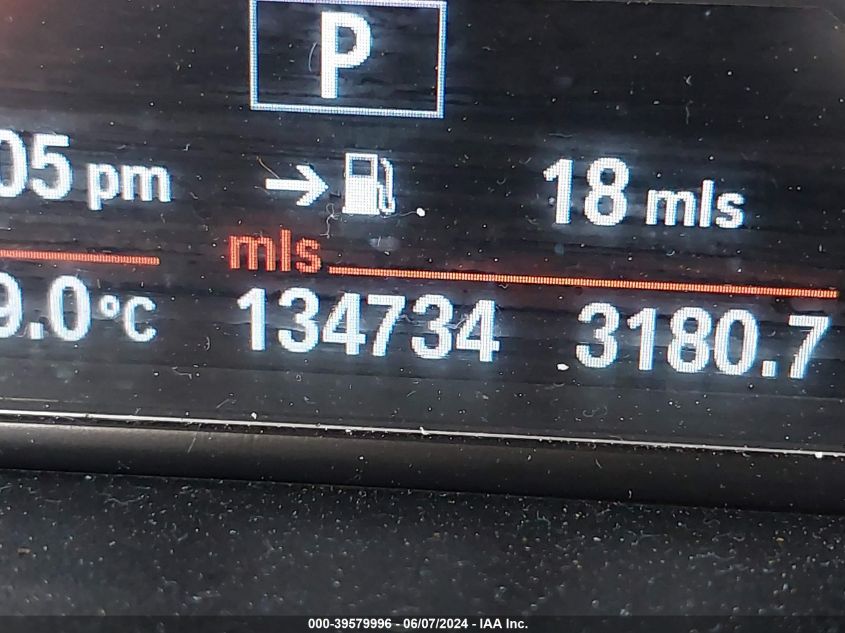 P
05 pm → 18 mls
mls
9.0°C 134734 3180.7
000-39579996 - 06/07/2024 - IAA Inc.